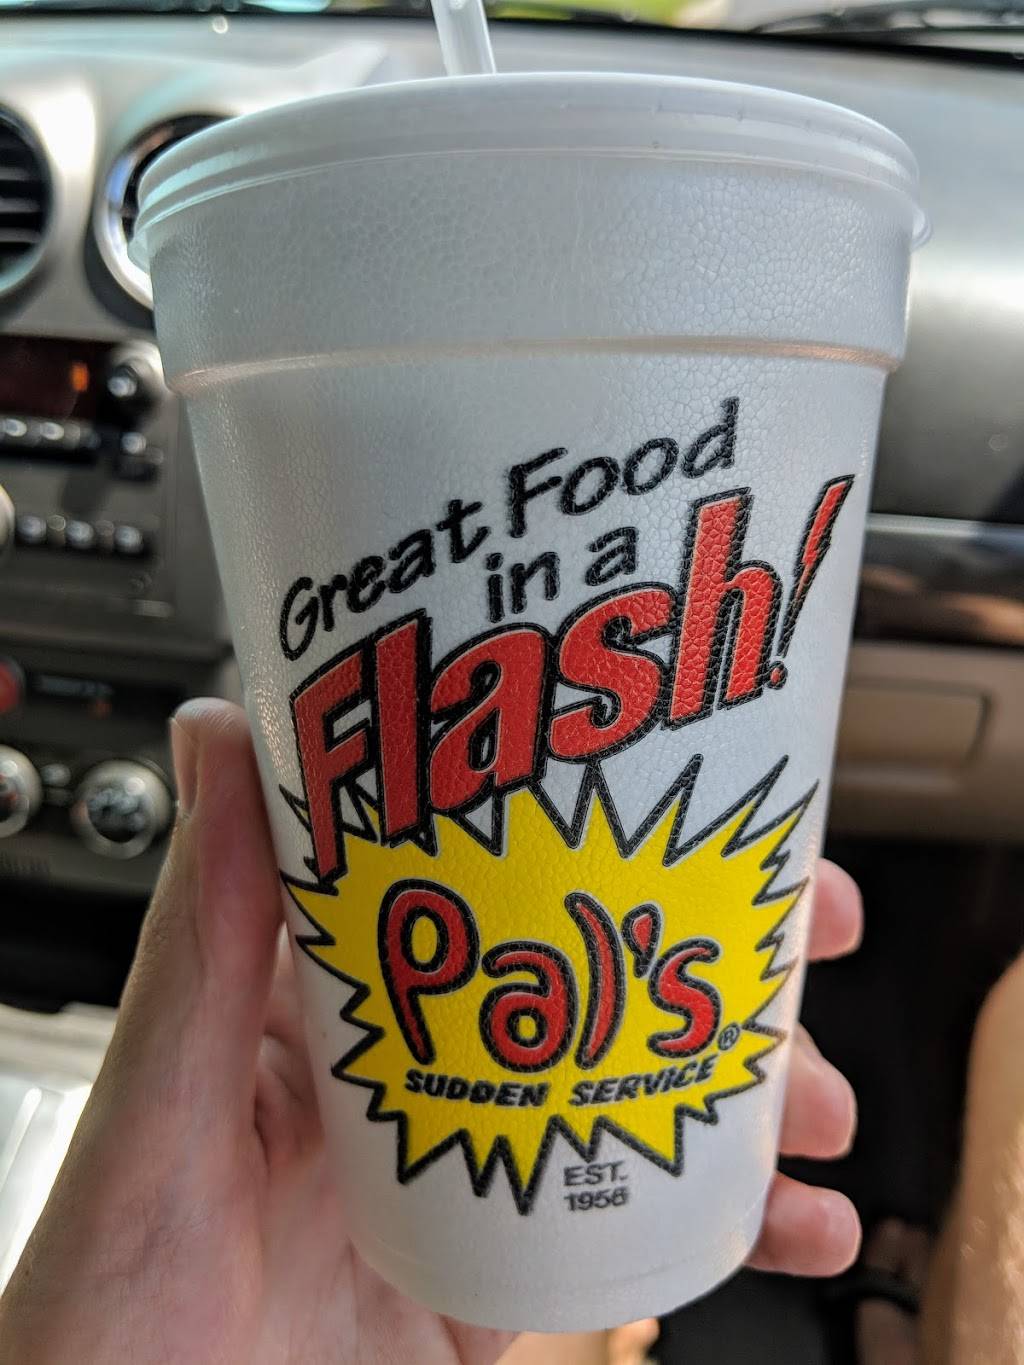 Great Food
in a
Flash!
Pal's
SUDDEN SERVICE®
EST.
1956